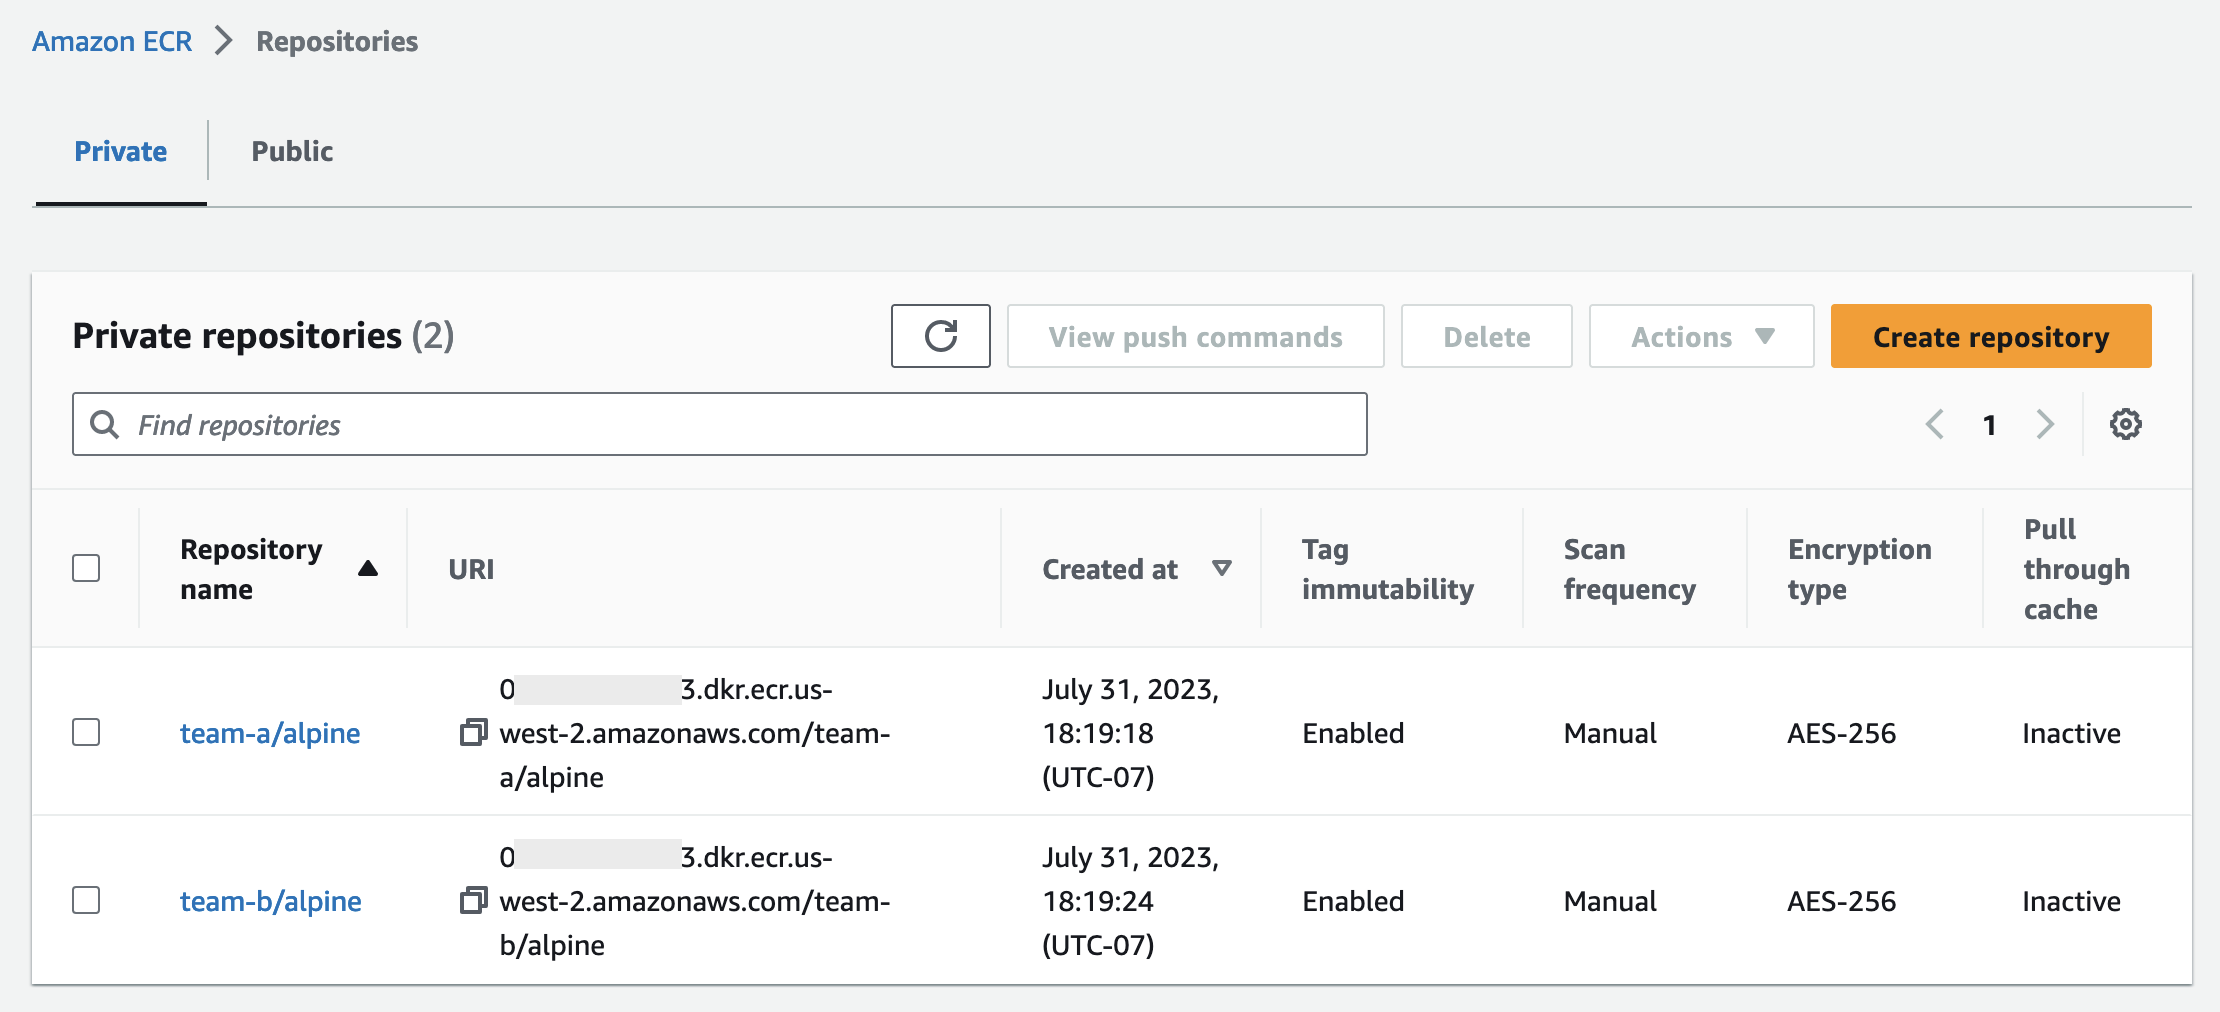 Amazon ECR > Repositories
Private
Public
Private repositories (2)
View push commands
Delete
Actions
Create repository
Find repositories
1
Repository name
URI
Created at
Tag immutability
Scan frequency
Encryption type
Pull through cache
team-a/alpine
0 3.dkr.ecr.us-
west-2.amazonaws.com/team-
a/alpine
July 31, 2023,
18:19:18
(UTC-07)
Enabled
Manual
AES-256
Inactive
team-b/alpine
0 3.dkr.ecr.us-
west-2.amazonaws.com/team-
b/alpine
July 31, 2023,
18:19:24
(UTC-07)
Enabled
Manual
AES-256
Inactive